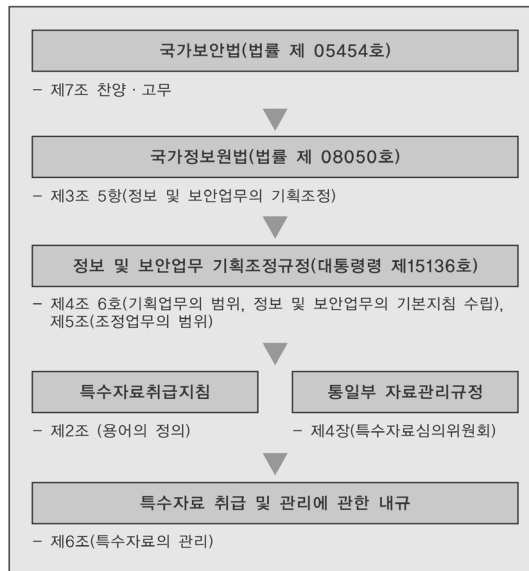 국가보안법(법률 제 05454호)
– 제7조 찬양 · 고무
국가정보원법(법률 제 08050호)
– 제3조 5항(정보 및 보안업무의 기획조정)
정보 및 보안업무 기획조정규정(대통령령 제15136호)
– 제4조 6호(기획업무의 범위, 정보 및 보안업무의 기본지침 수립),
제5조(조정업무의 범위)
특수자료취급지침
– 제2조 (용어의 정의)
통일부 자료관리규정
– 제4장(특수자료심의위원회)
특수자료 취급 및 관리에 관한 내규
– 제6조(특수자료의 관리)